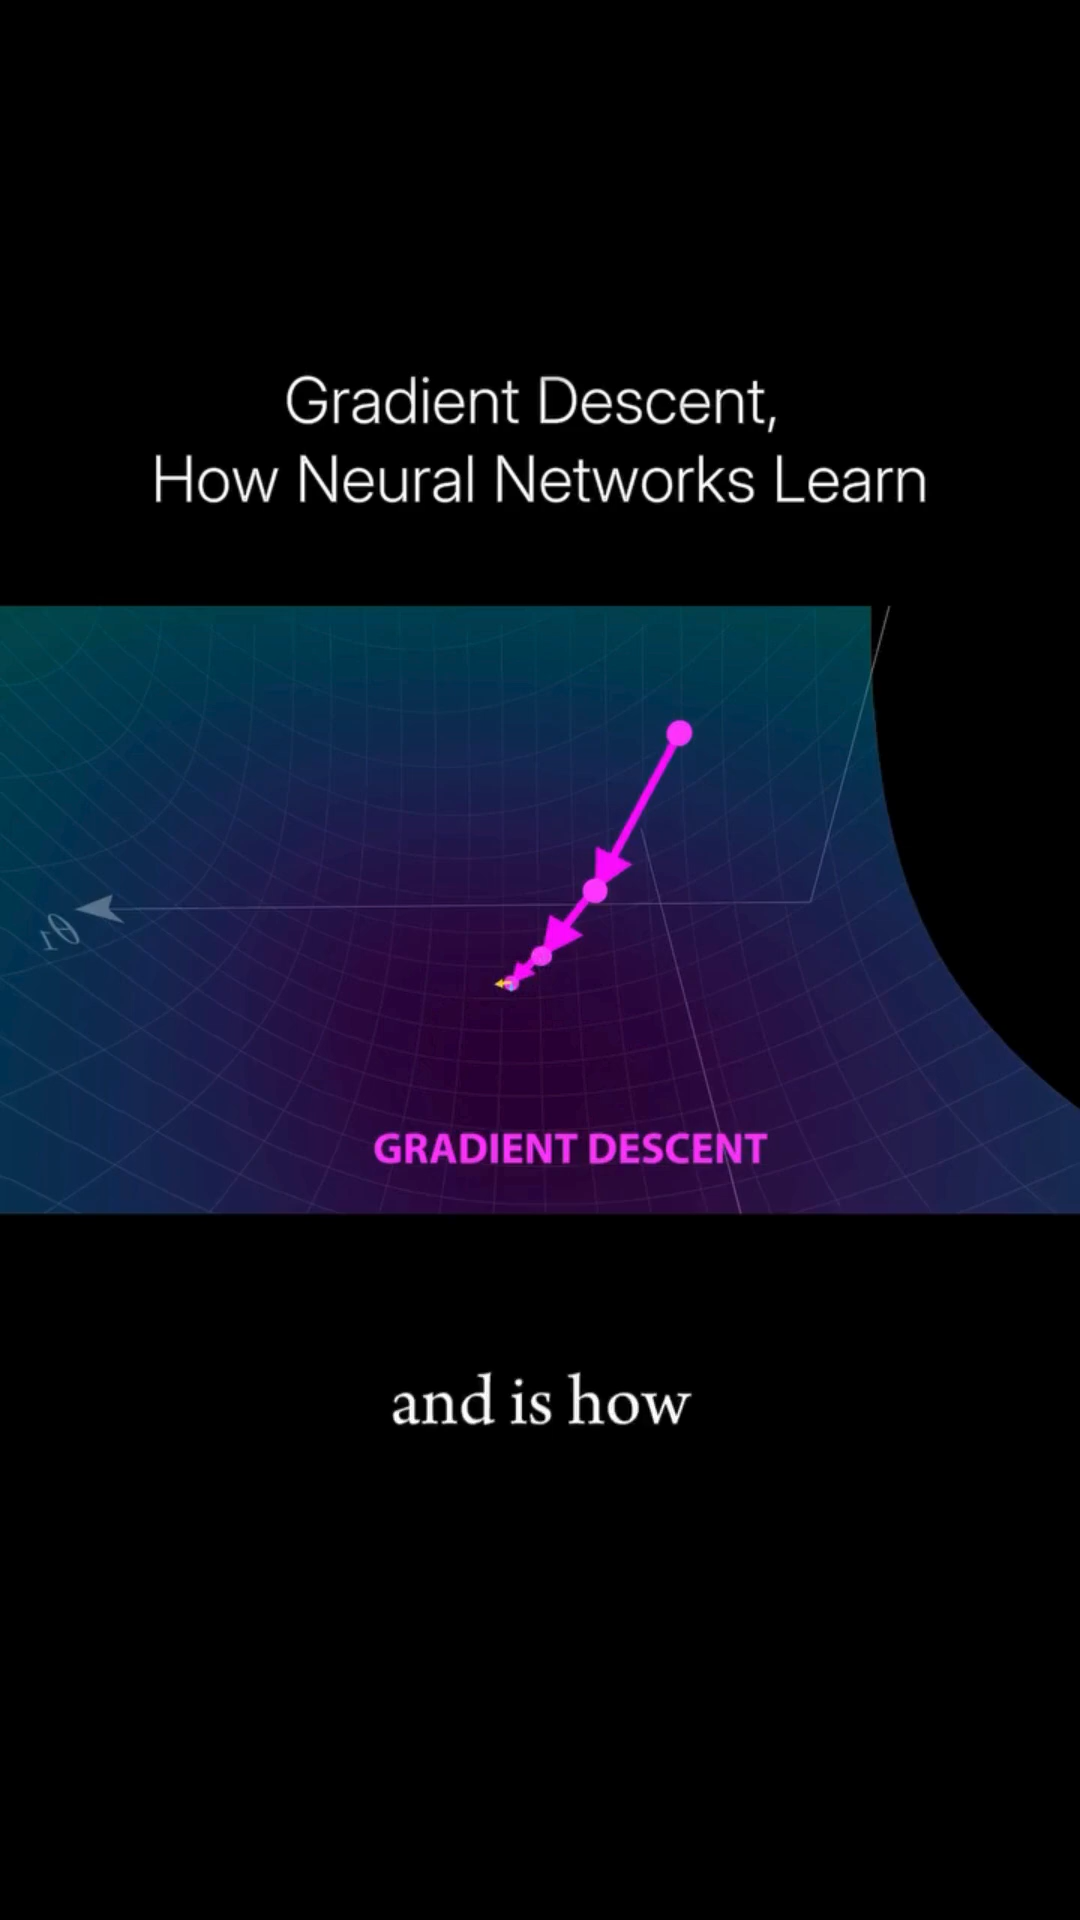 Gradient Descent,
How Neural Networks Learn
θ1
GRADIENT DESCENT
and is how